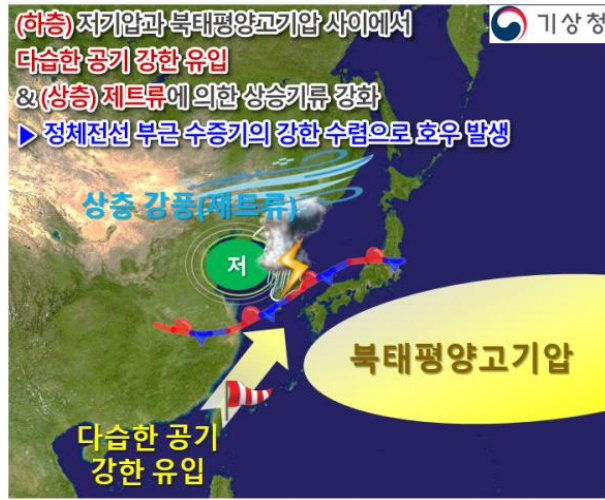 (하층) 저기압과 북태평양고기압 사이에서
기상청
다습한 공기 강한 유입
& (상층) 제트류에 의한 상승기류 강화
▶ 정체전선 부근 수증기의 강한 수렴으로 호우 발생
상층 강풍(제트류)
저
북태평양고기압
다습한 공기
강한 유입